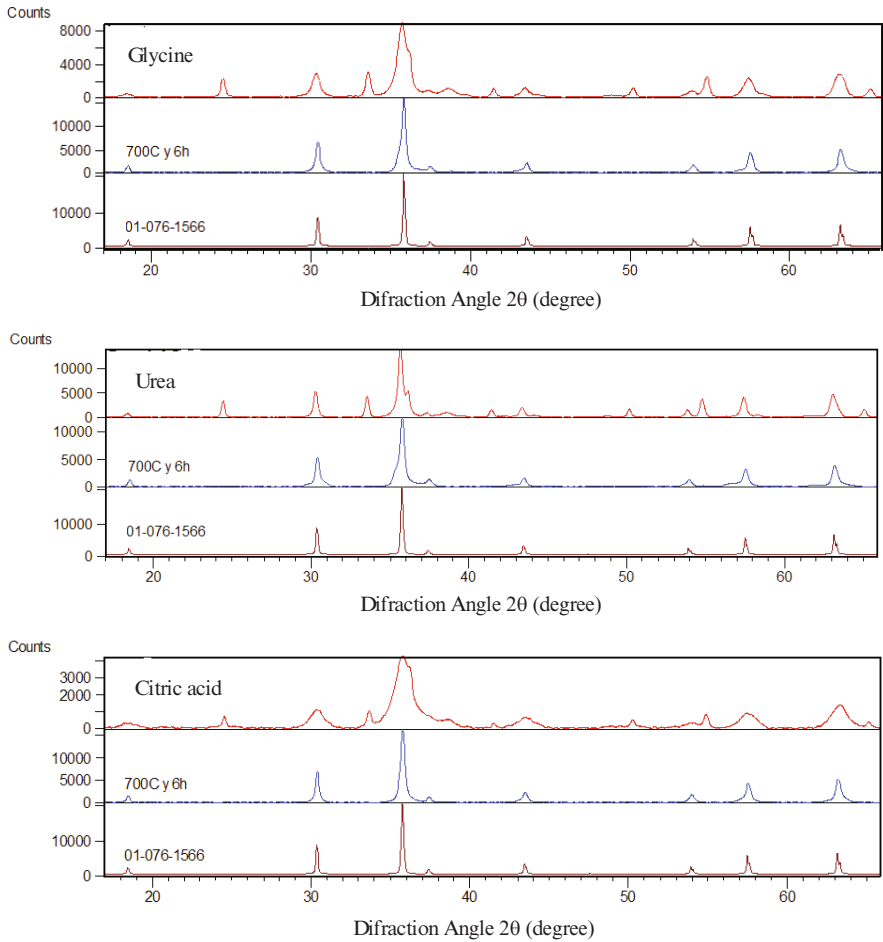 Counts
8000
4000
0
Glycine
10000
5000
0
700C y 6h
10000
0
01-076-1566
20 30 40 50 60
Difraction Angle 2θ (degree)
Counts
10000
5000
0
Urea
10000
5000
0
700C y 6h
10000
0
01-076-1566
20 30 40 50 60
Difraction Angle 2θ (degree)
Counts
3000
2000
0
Citric acid
10000
5000
0
700C y 6h
10000
0
01-076-1566
20 30 40 50 60
Difraction Angle 2θ (degree)